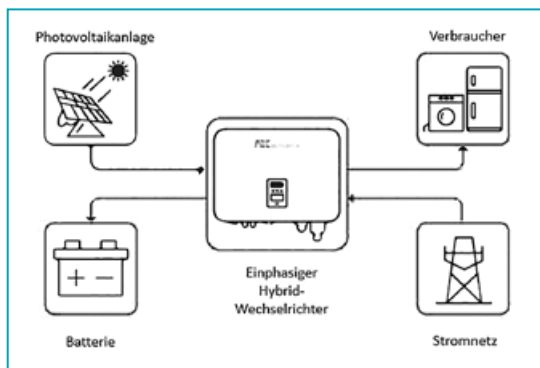 Photovoltaikanlage
Verbraucher
+ −
Einphasiger
Hybrid-
Wechselrichter
Batterie
Stromnetz